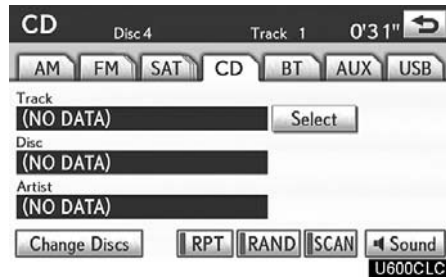 CD Disc 4 Track 1 0'31"
AM FM SAT CD BT AUX USB
Track
(NO DATA) Select
Disc
(NO DATA)
Artist
(NO DATA)
Change Discs RPT RAND SCAN Sound
U600CLC